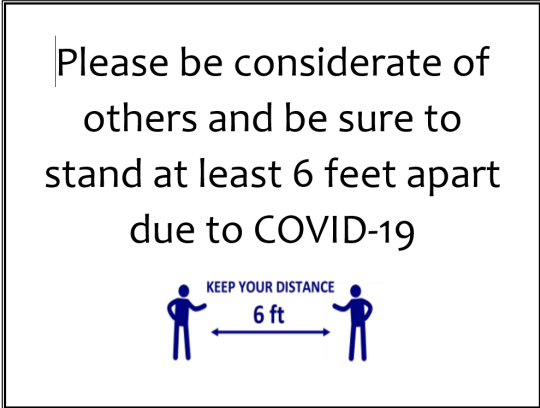 Please be considerate of
others and be sure to
stand at least 6 feet apart
due to COVID-19
KEEP YOUR DISTANCE
6 ft